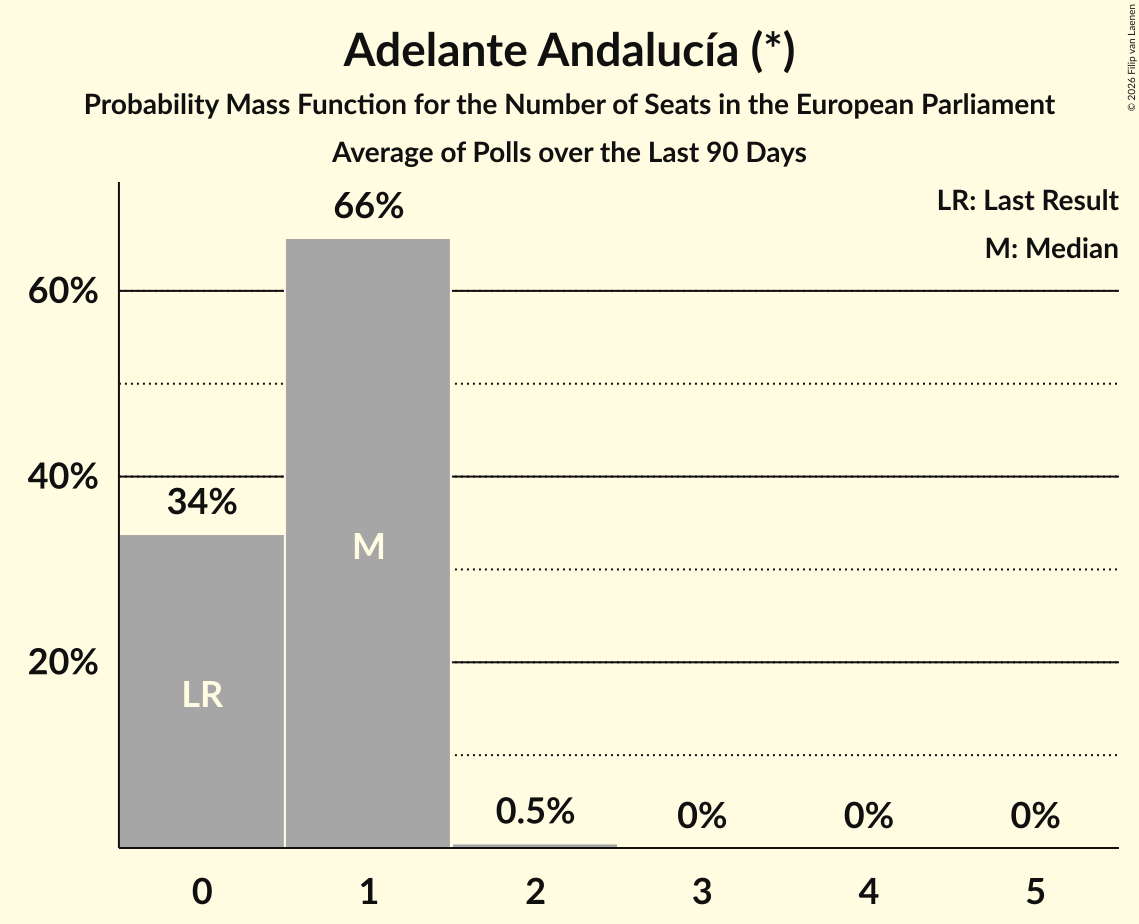 Adelante Andalucía (*)
Probability Mass Function for the Number of Seats in the European Parliament
Average of Polls over the Last 90 Days
© 2026 Filip van Laenen
LR: Last Result
M: Median
66%
60%
40%
34%
M
20%
LR
0.5%
0%
0%
0%
0
1
2
3
4
5